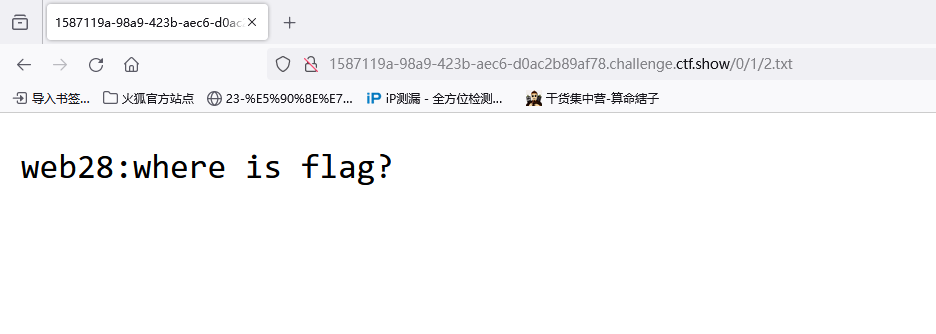 1587119a-98a9-423b-aec6-d0ac
1587119a-98a9-423b-aec6-d0ac2b89af78.challenge.ctf.show/0/1/2.txt
导入书签... 火狐官方站点 23-%E5%90%8E%E7... iP iP测漏 - 全方位检测... 干货集中营-算命瞎子
web28:where is flag?